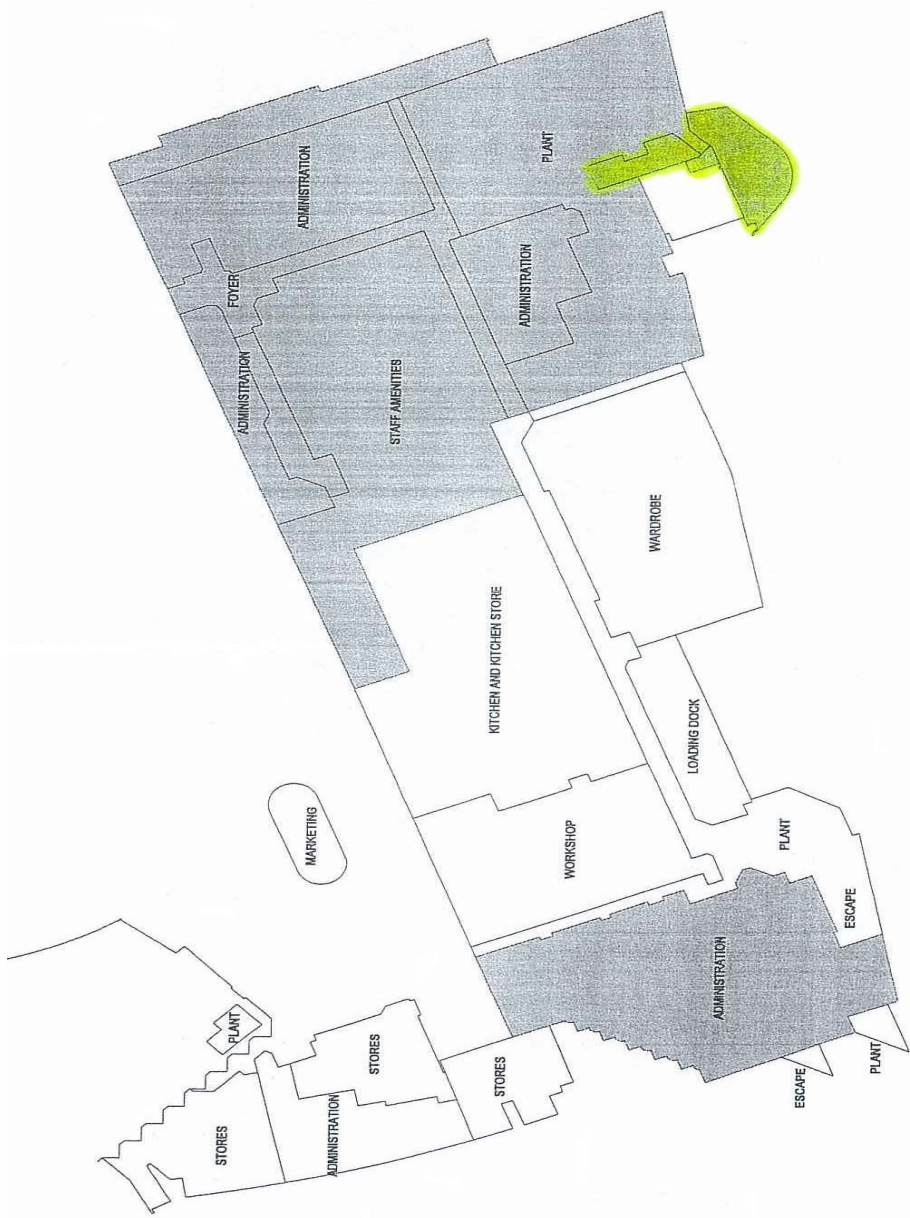 ADMINISTRATION
PLANT
FOYER
ADMINISTRATION
ADMINISTRATION
STAFF AMENITIES
WARDROBE
KITCHEN AND KITCHEN STORE
LOADING DOCK
MARKETING
WORKSHOP
PLANT
ESCAPE
ADMINISTRATION
PLANT
STORES
STORES
ESCAPE
PLANT
STORES
ADMINISTRATION